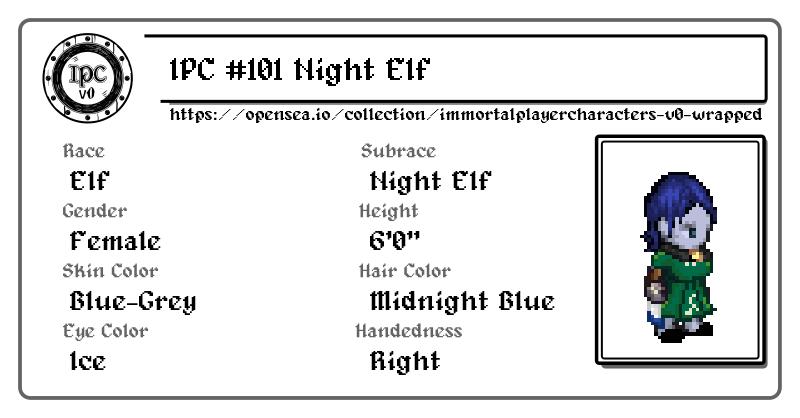 IPC
v0
IPC #101 Night Elf
https://opensea.io/collection/immortalplayercharacters-v0-wrapped
Race
Elf
Subrace
Night Elf
Gender
Female
Height
6'0"
Skin Color
Blue-Grey
Hair Color
Midnight Blue
Eye Color
Ice
Handedness
Right